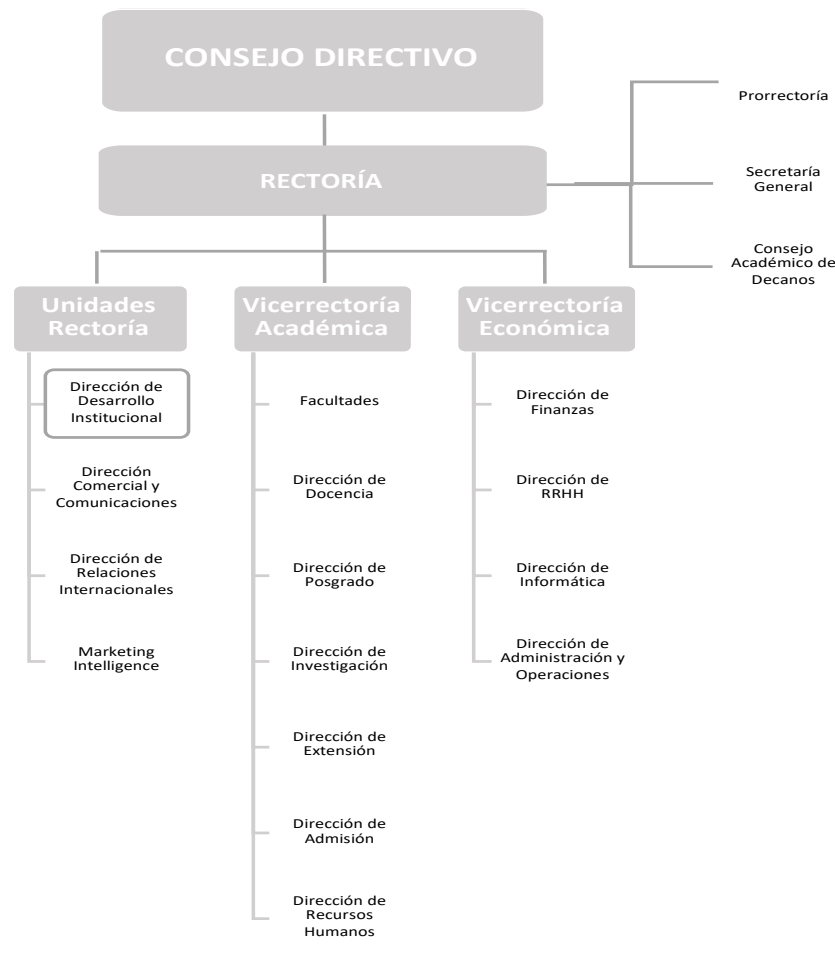 CONSEJO DIRECTIVO
RECTORÍA
Prorrectoría
Secretaría
General
Consejo
Académico de
Decanos
Unidades
Rectoría
Dirección de
Desarrollo
Institucional
Dirección
Comercial y
Comunicaciones
Dirección de
Relaciones
Internacionales
Marketing
Intelligence
Vicerrectoría
Académica
Facultades
Dirección de
Docencia
Dirección de
Posgrado
Dirección de
Investigación
Dirección de
Extensión
Dirección de
Admisión
Dirección de
Recursos
Humanos
Vicerrectoría
Económica
Dirección de
Finanzas
Dirección de
RRHH
Dirección de
Informática
Dirección de
Administración y
Operaciones